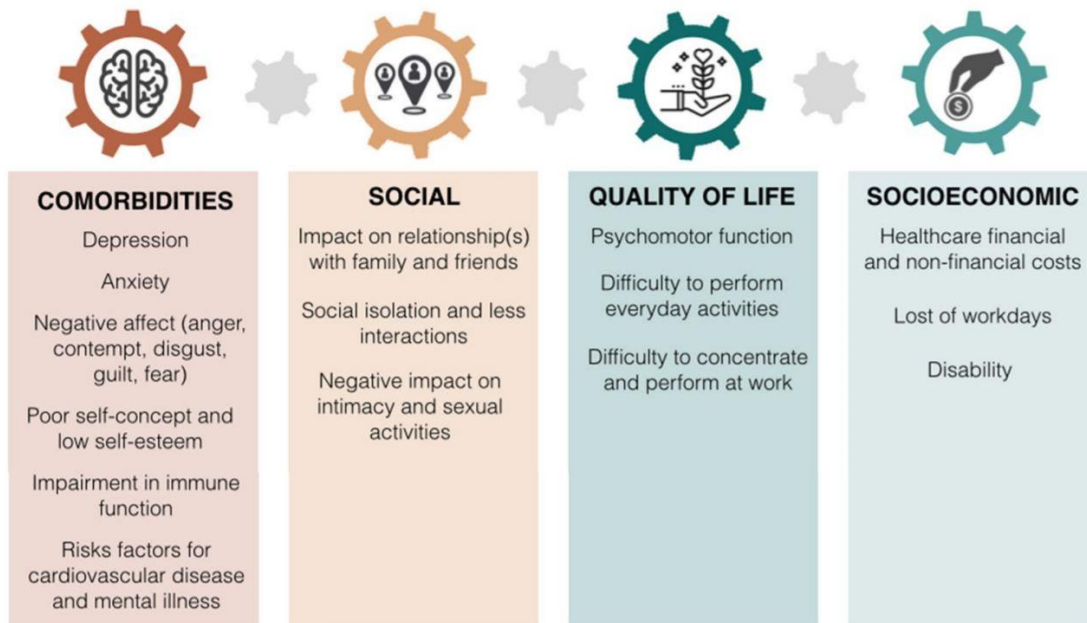 COMORBIDITIES
Depression
Anxiety
Negative affect (anger,
contempt, disgust,
guilt, fear)
Poor self-concept and
low self-esteem
Impairment in immune
function
Risks factors for
cardiovascular disease
and mental illness
SOCIAL
Impact on relationship(s)
with family and friends
Social isolation and less
interactions
Negative impact on
intimacy and sexual
activities
QUALITY OF LIFE
Psychomotor function
Difficulty to perform
everyday activities
Difficulty to concentrate
and perform at work
$
SOCIOECONOMIC
Healthcare financial
and non-financial costs
Lost of workdays
Disability